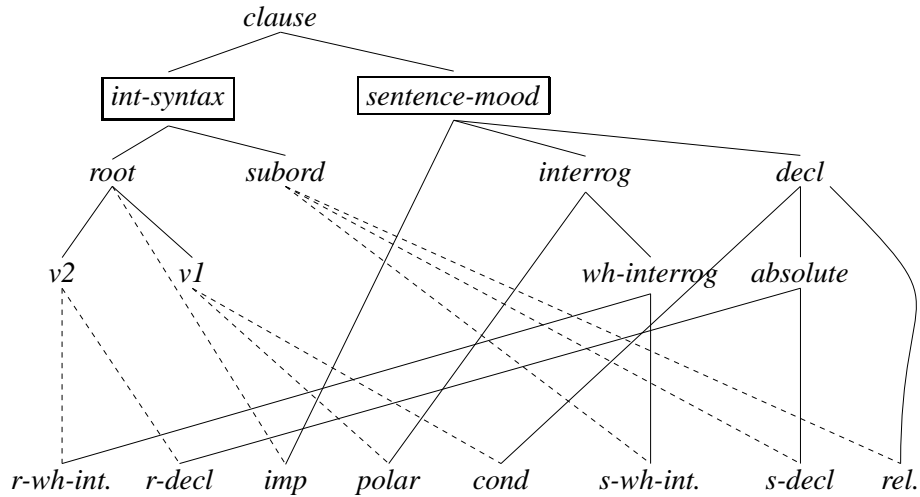 clause
int-syntax sentence-mood
root subord interrog decl
v2 v1 wh-interrog absolute
r-wh-int. r-decl imp polar cond s-wh-int. s-decl rel.